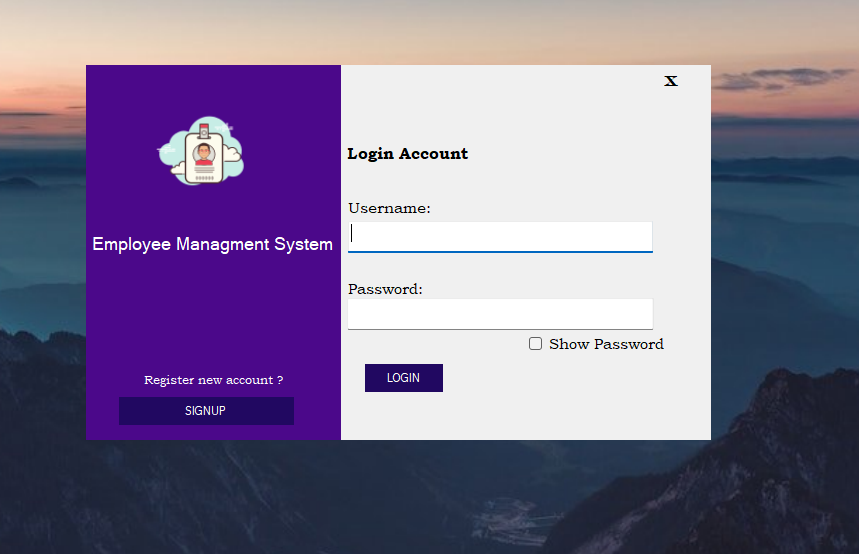 X
Login Account
Username:
Employee Managment System
Password:
Show Password
Register new account ?
LOGIN
SIGNUP